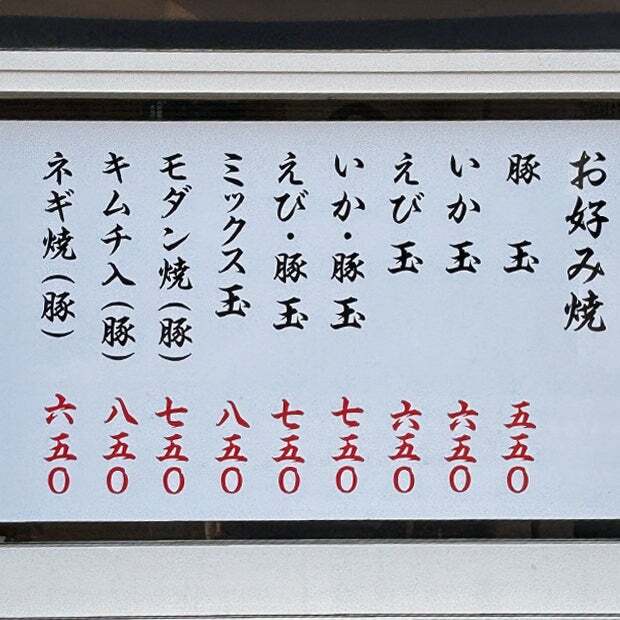 お好み焼
豚 玉 五五〇
いか 玉 六五〇
えび 玉 六五〇
いか・豚玉 七五〇
えび・豚玉 七五〇
ミックス玉 八五〇
モダン焼(豚) 七五〇
キムチ入(豚) 八五〇
ネギ焼(豚) 六五〇